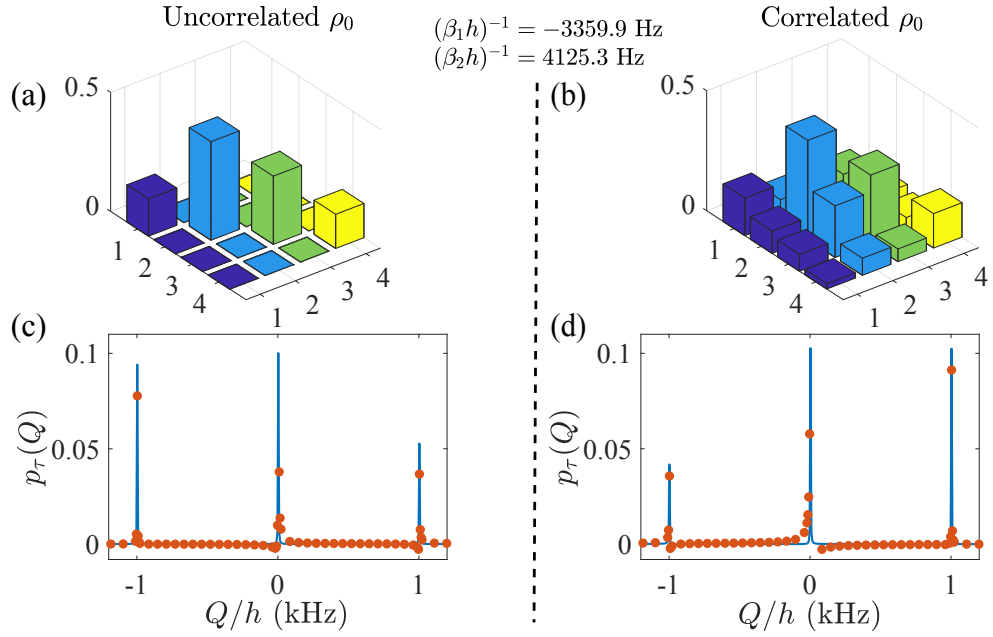 Uncorrelated ρ₀
(β₁h)⁻¹ = −3359.9 Hz
(β₂h)⁻¹ = 4125.3 Hz
Correlated ρ₀
(a)
0.5
0
1
2
3
4
1
2
3
4
(b)
0.5
0
1
2
3
4
1
2
3
4
(c)
0.1
0.05
0
pτ(Q)
-1
0
1
Q/h (kHz)
(d)
0.1
0.05
0
pτ(Q)
-1
0
1
Q/h (kHz)